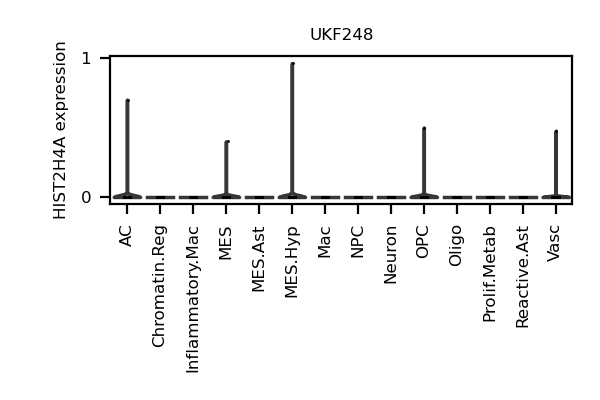 UKF248
HIST2H4A expression
1
0
AC
Chromatin.Reg
Inflammatory.Mac
MES
MES.Ast
MES.Hyp
Mac
NPC
Neuron
OPC
Oligo
Prolif.Metab
Reactive.Ast
Vasc